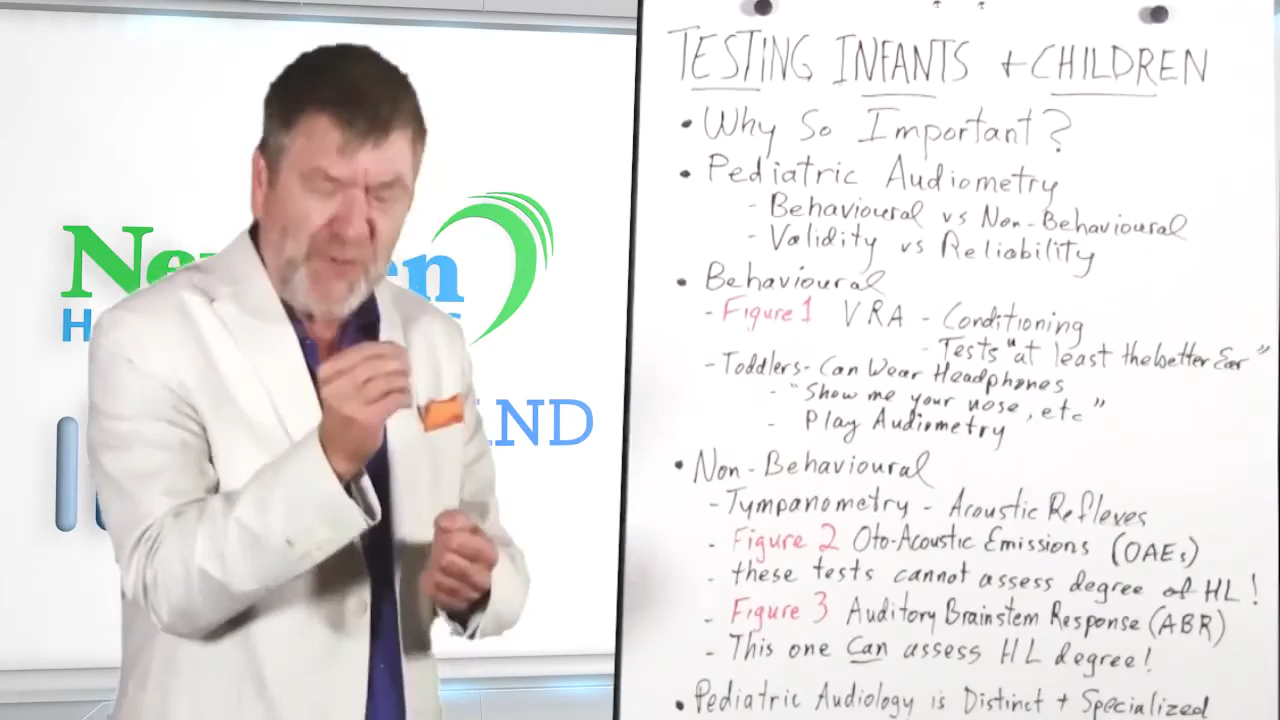 TESTING INFANTS + CHILDREN
• Why So Important?
• Pediatric Audiometry
- Behavioural vs Non-Behavioural
- Validity vs Reliability
• Behavioural
- Figure 1 VRA - Conditioning
- Tests "at least the better Ear"
- Toddlers - Can Wear Headphones
- "Show me your nose, etc"
- Play Audiometry
• Non-Behavioural
- Tympanometry - Acoustic Reflexes
- Figure 2 Oto-Acoustic Emissions (OAEs)
- these tests cannot assess degree of HL!
- Figure 3 Auditory Brainstem Response (ABR)
- This one Can assess HL degree!
• Pediatric Audiology is Distinct + Specialized